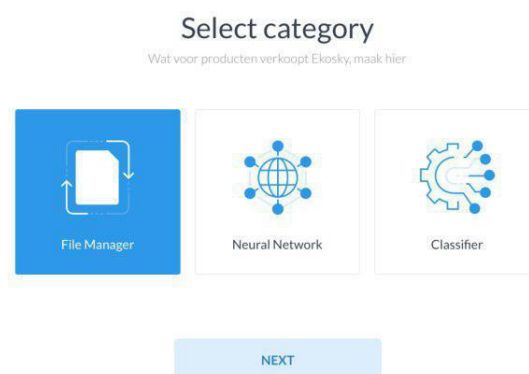 Select category
Wat voor producten verkoopt Ekosky, maak hier
File Manager
Neural Network
Classifier
NEXT